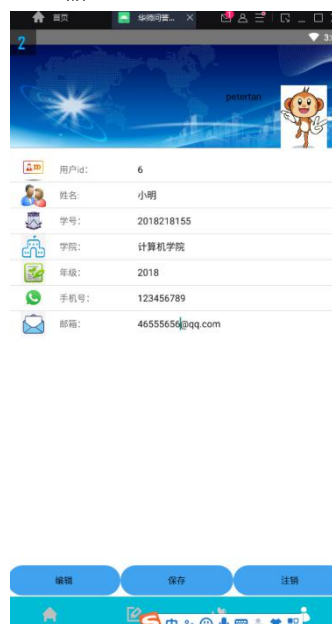 首页
华师问答...
2
3:
petertan
用户id: 6
姓名: 小明
学号: 2018218155
学院: 计算机学院
年级: 2018
手机号: 123456789
邮箱: 46555656@qq.com
编辑 保存 注销
中